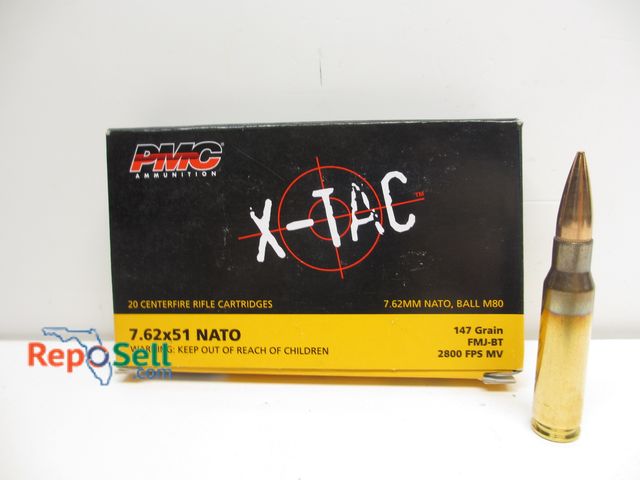 PMC
AMMUNITION
X-TAC™
20 CENTERFIRE RIFLE CARTRIDGES
7.62MM NATO, BALL M80
7.62x51 NATO
WARNING: KEEP OUT OF REACH OF CHILDREN
147 Grain
FMJ-BT
2800 FPS MV
RepoSell
.com